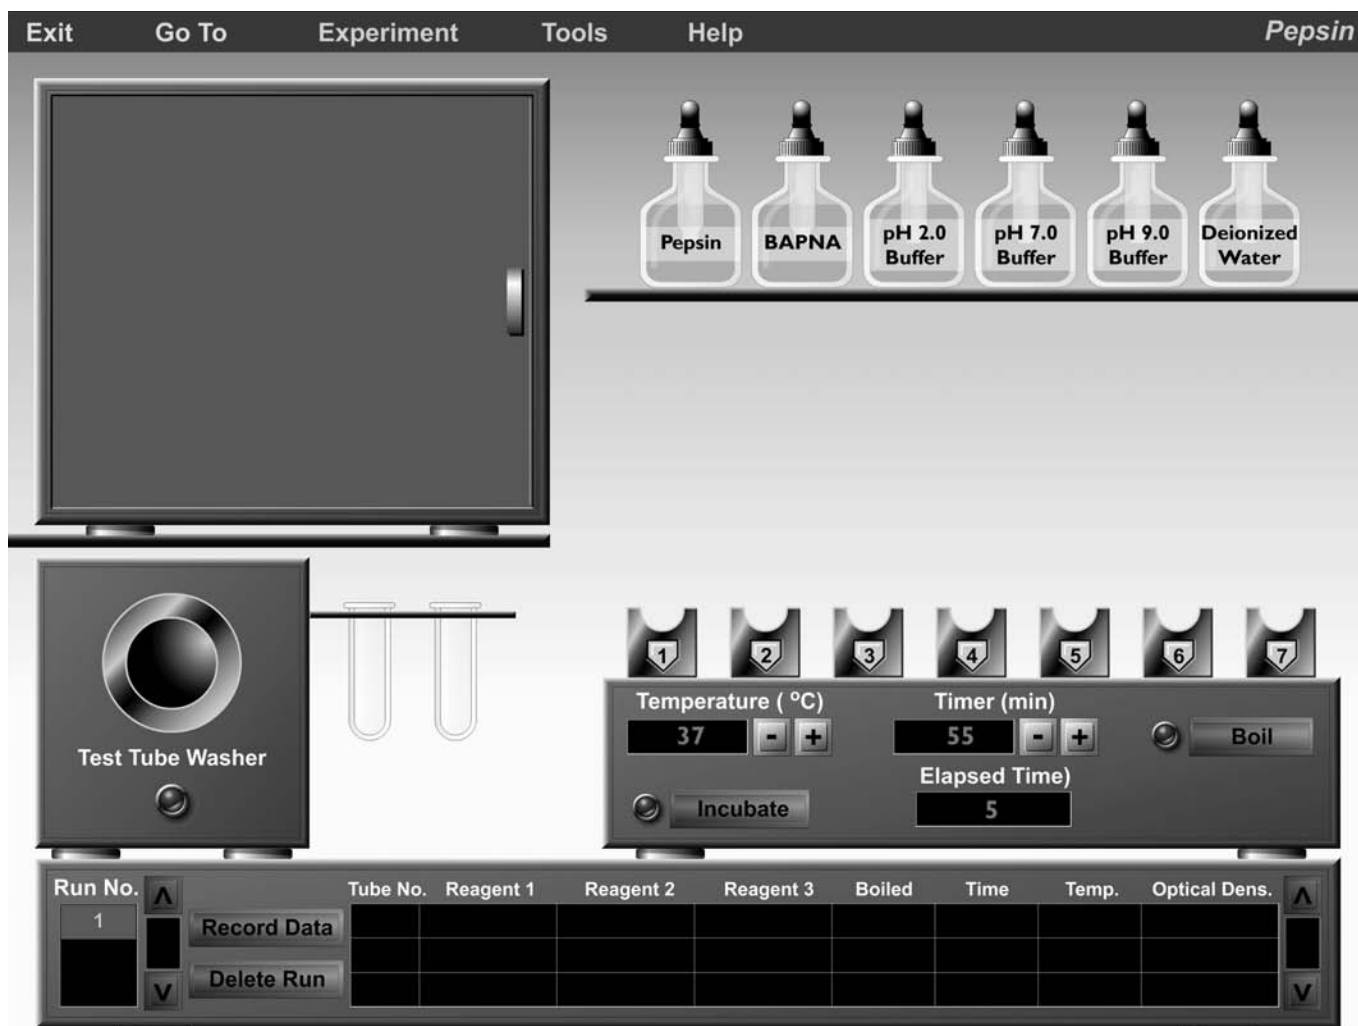 Exit Go To Experiment Tools Help Pepsin
Pepsin
BAPNA
pH 2.0
Buffer
pH 7.0
Buffer
pH 9.0
Buffer
Deionized
Water
Test Tube Washer
1 2 3 4 5 6 7
Temperature ( ºC) Timer (min)
37 - + 55 - + Boil
Elapsed Time)
Incubate 5
Run No. Tube No. Reagent 1 Reagent 2 Reagent 3 Boiled Time Temp. Optical Dens.
1
Record Data
Delete Run